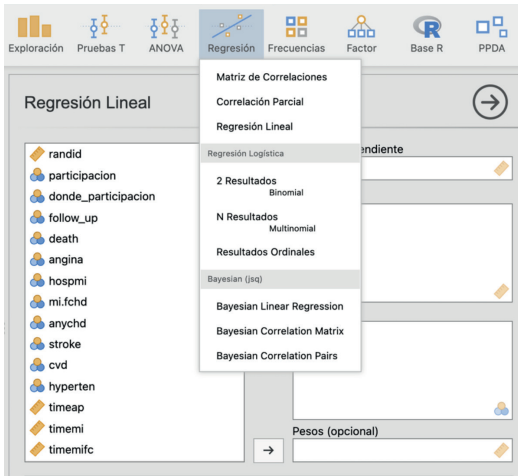 Exploración Pruebas T ANOVA Regresión Frecuencias Factor Base R PPDA
Regresión Lineal
randid
participacion
donde_participacion
follow_up
death
angina
hospmi
mi.fchd
anychd
stroke
cvd
hyperten
timeap
timemi
timemifc
Matriz de Correlaciones
Correlación Parcial
Regresión Lineal
Regresión Logística
2 Resultados
Binomial
N Resultados
Multinomial
Resultados Ordinales
Bayesian (jsq)
Bayesian Linear Regression
Bayesian Correlation Matrix
Bayesian Correlation Pairs
endiente
Pesos (opcional)